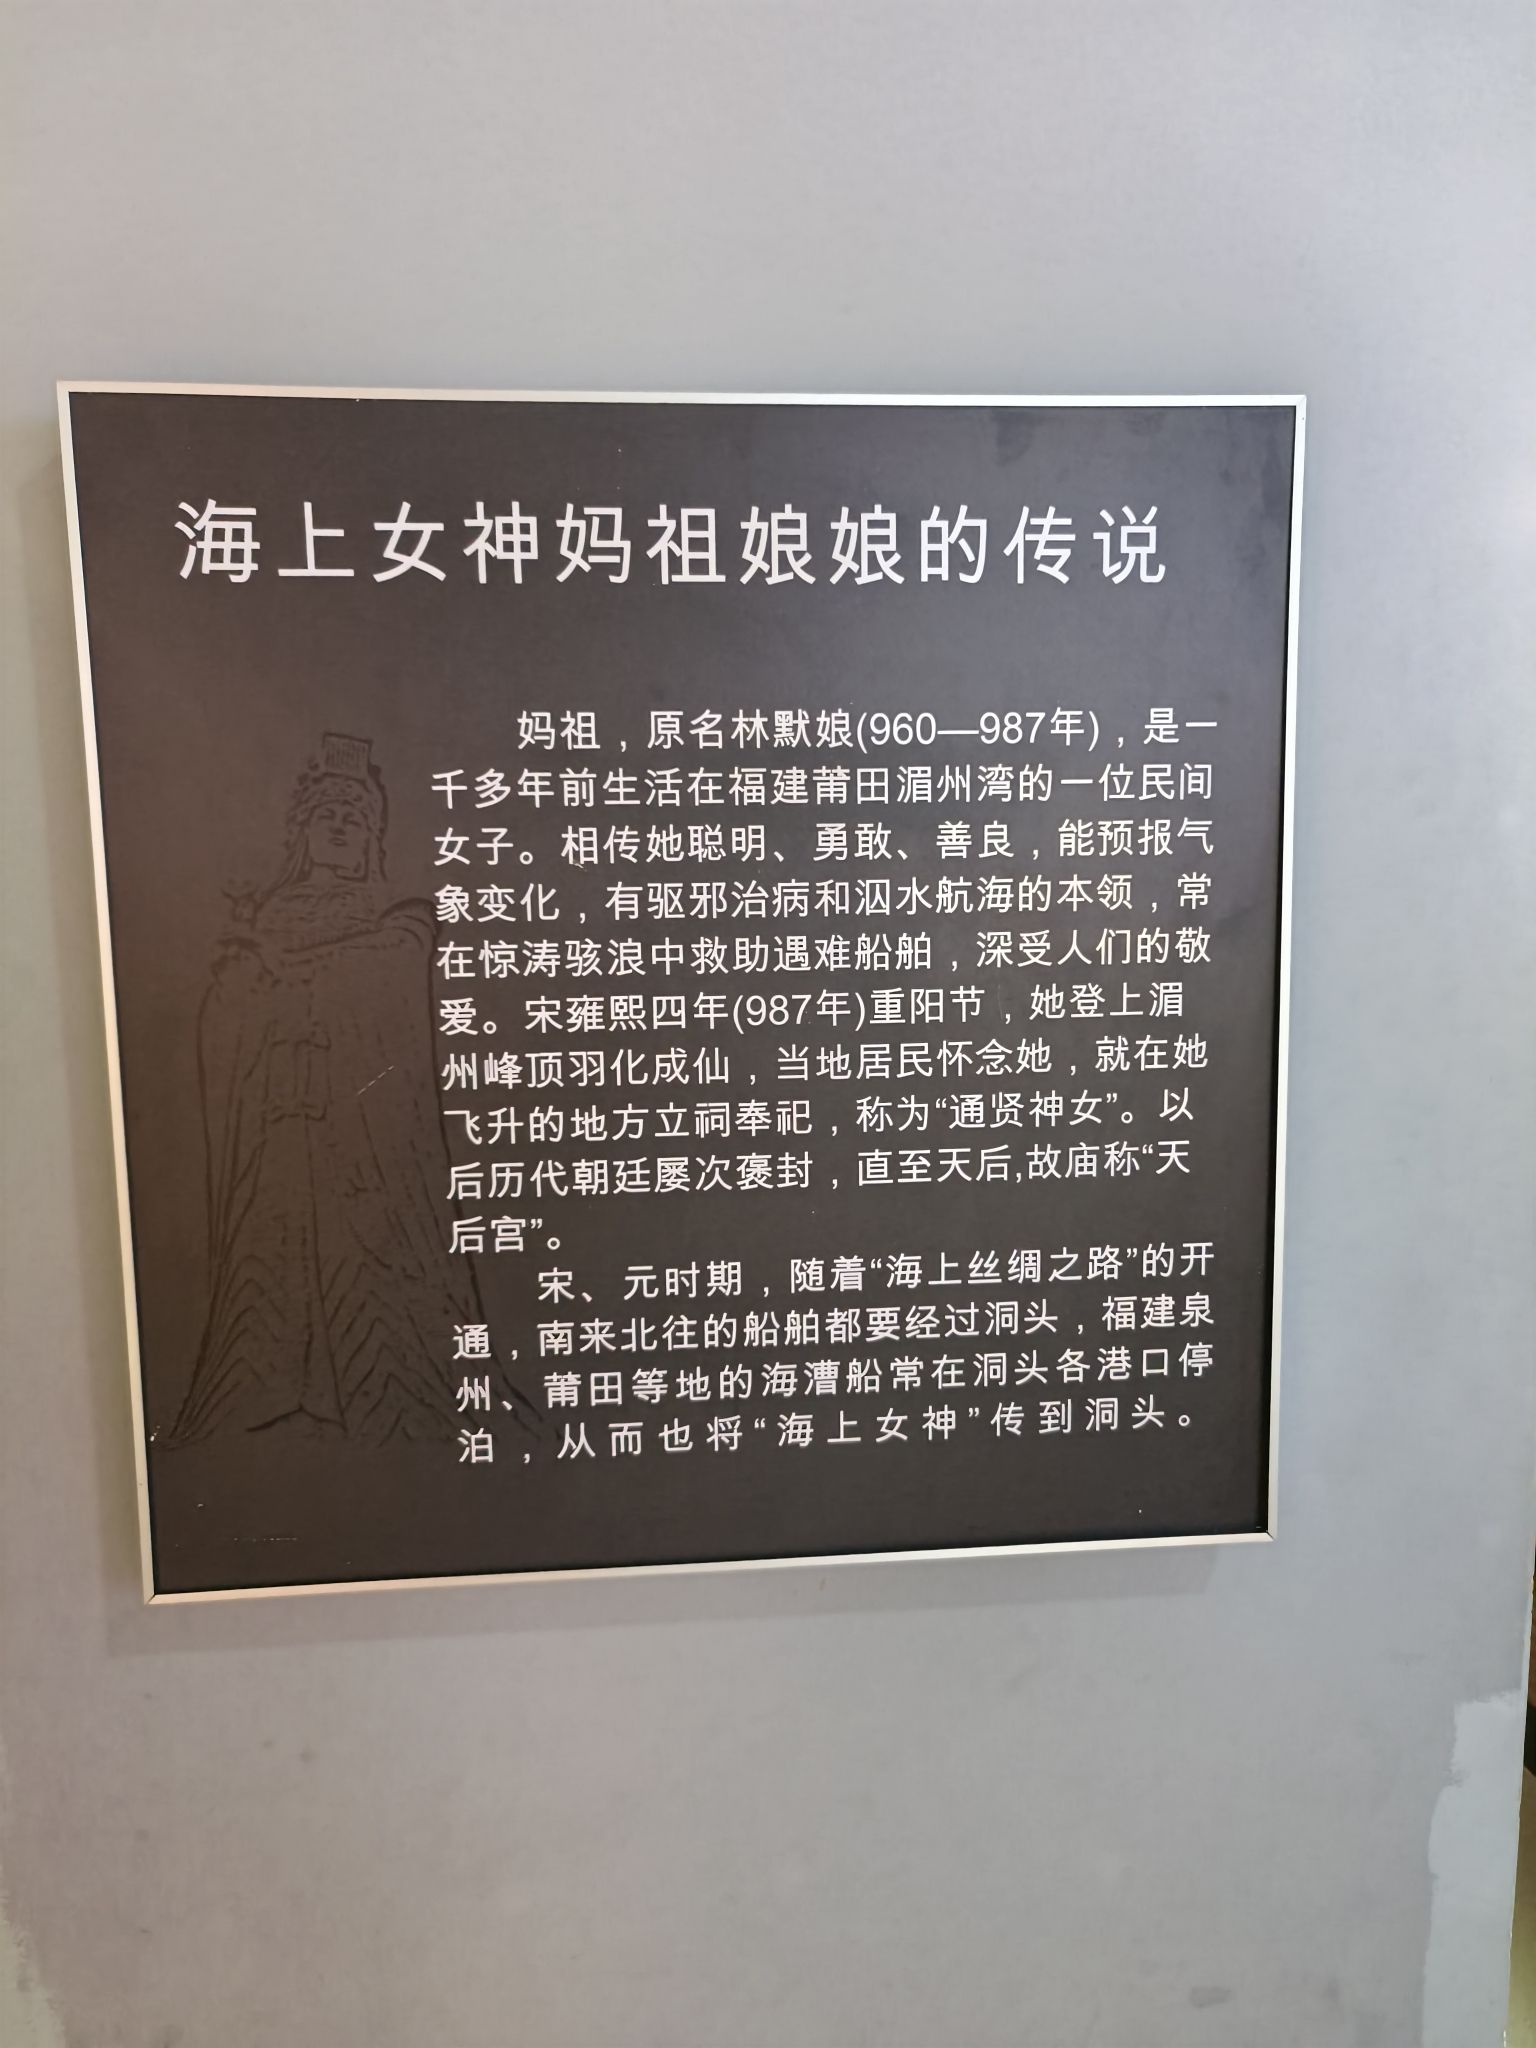 海上女神妈祖娘娘的传说
妈祖，原名林默娘(960—987年)，是一
千多年前生活在福建莆田湄州湾的一位民间
女子。相传她聪明、勇敢、善良，能预报气
象变化，有驱邪治病和泅水航海的本领，常
在惊涛骇浪中救助遇难船舶，深受人们的敬
爱。宋雍熙四年(987年)重阳节，她登上湄
州峰顶羽化成仙，当地居民怀念她，就在她
飞升的地方立祠奉祀，称为“通贤神女”。以
后历代朝廷屡次褒封，直至天后,故庙称“天
后宫”。
宋、元时期，随着“海上丝绸之路”的开
通，南来北往的船舶都要经过洞头，福建泉
州、莆田等地的海漕船常在洞头各港口停
泊，从而也将“海上女神”传到洞头。